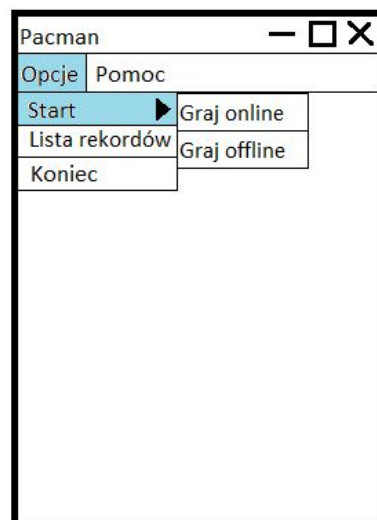 Pacman
Opcje Pomoc
Start Graj online
Lista rekordów Graj offline
Koniec